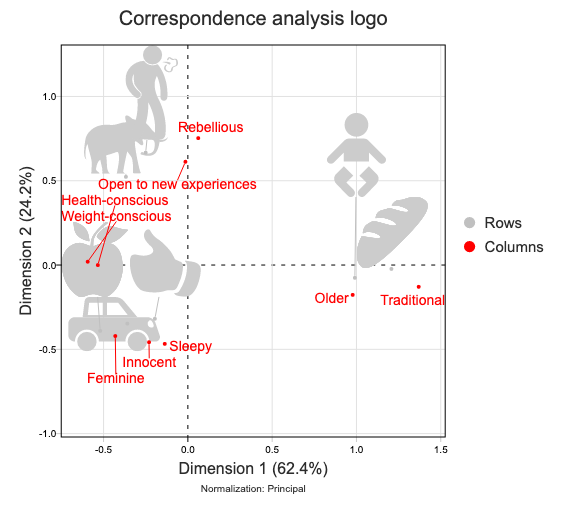 Correspondence analysis logo
Dimension 2 (24.2%)
1.0
0.5
0.0
-0.5
-1.0
Rebellious
Open to new experiences
Health-conscious
Weight-conscious
Older
Traditional
Sleepy
Innocent
Feminine
-0.5
0.0
0.5
1.0
1.5
Dimension 1 (62.4%)
Normalization: Principal
Rows
Columns